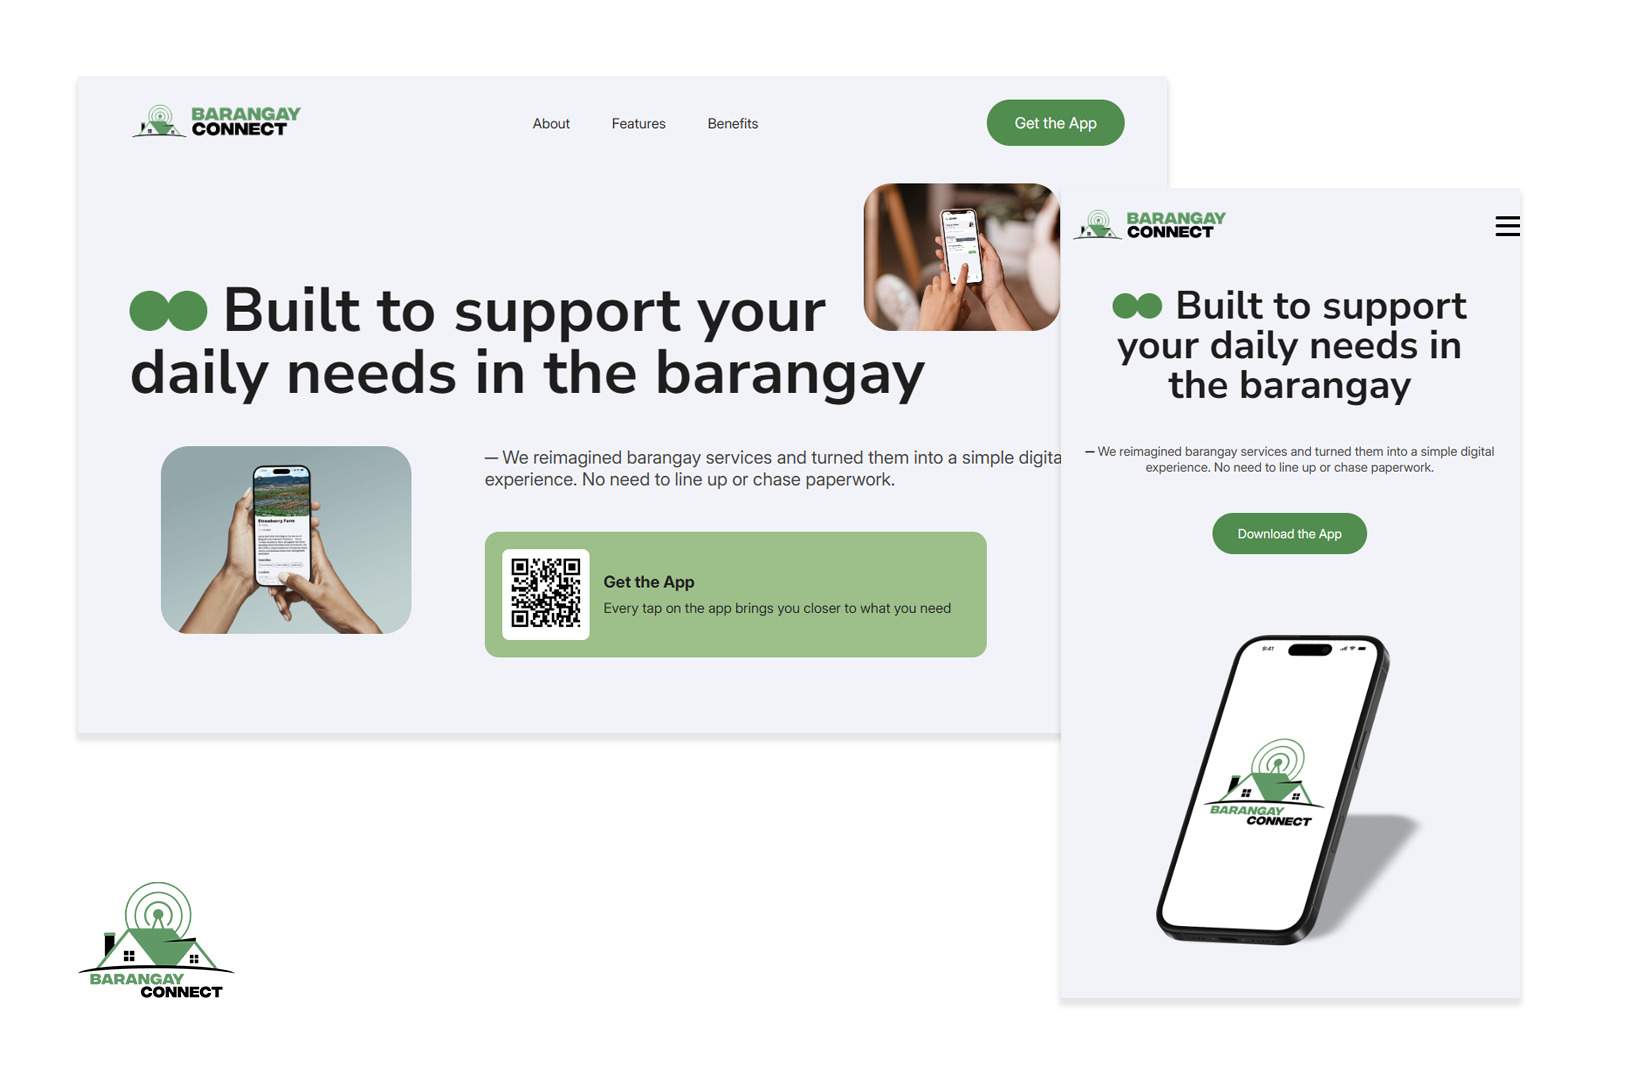 BARANGAY
CONNECT
About
Features
Benefits
Get the App
Built to support your
daily needs in the barangay
— We reimagined barangay services and turned them into a simple digita
experience. No need to line up or chase paperwork.
Strawberry Farm
Get the App
Every tap on the app brings you closer to what you need
BARANGAY
CONNECT
Built to support
your daily needs in
the barangay
— We reimagined barangay services and turned them into a simple digital
experience. No need to line up or chase paperwork.
Download the App
9:41
BARANGAY
CONNECT
BARANGAY
CONNECT